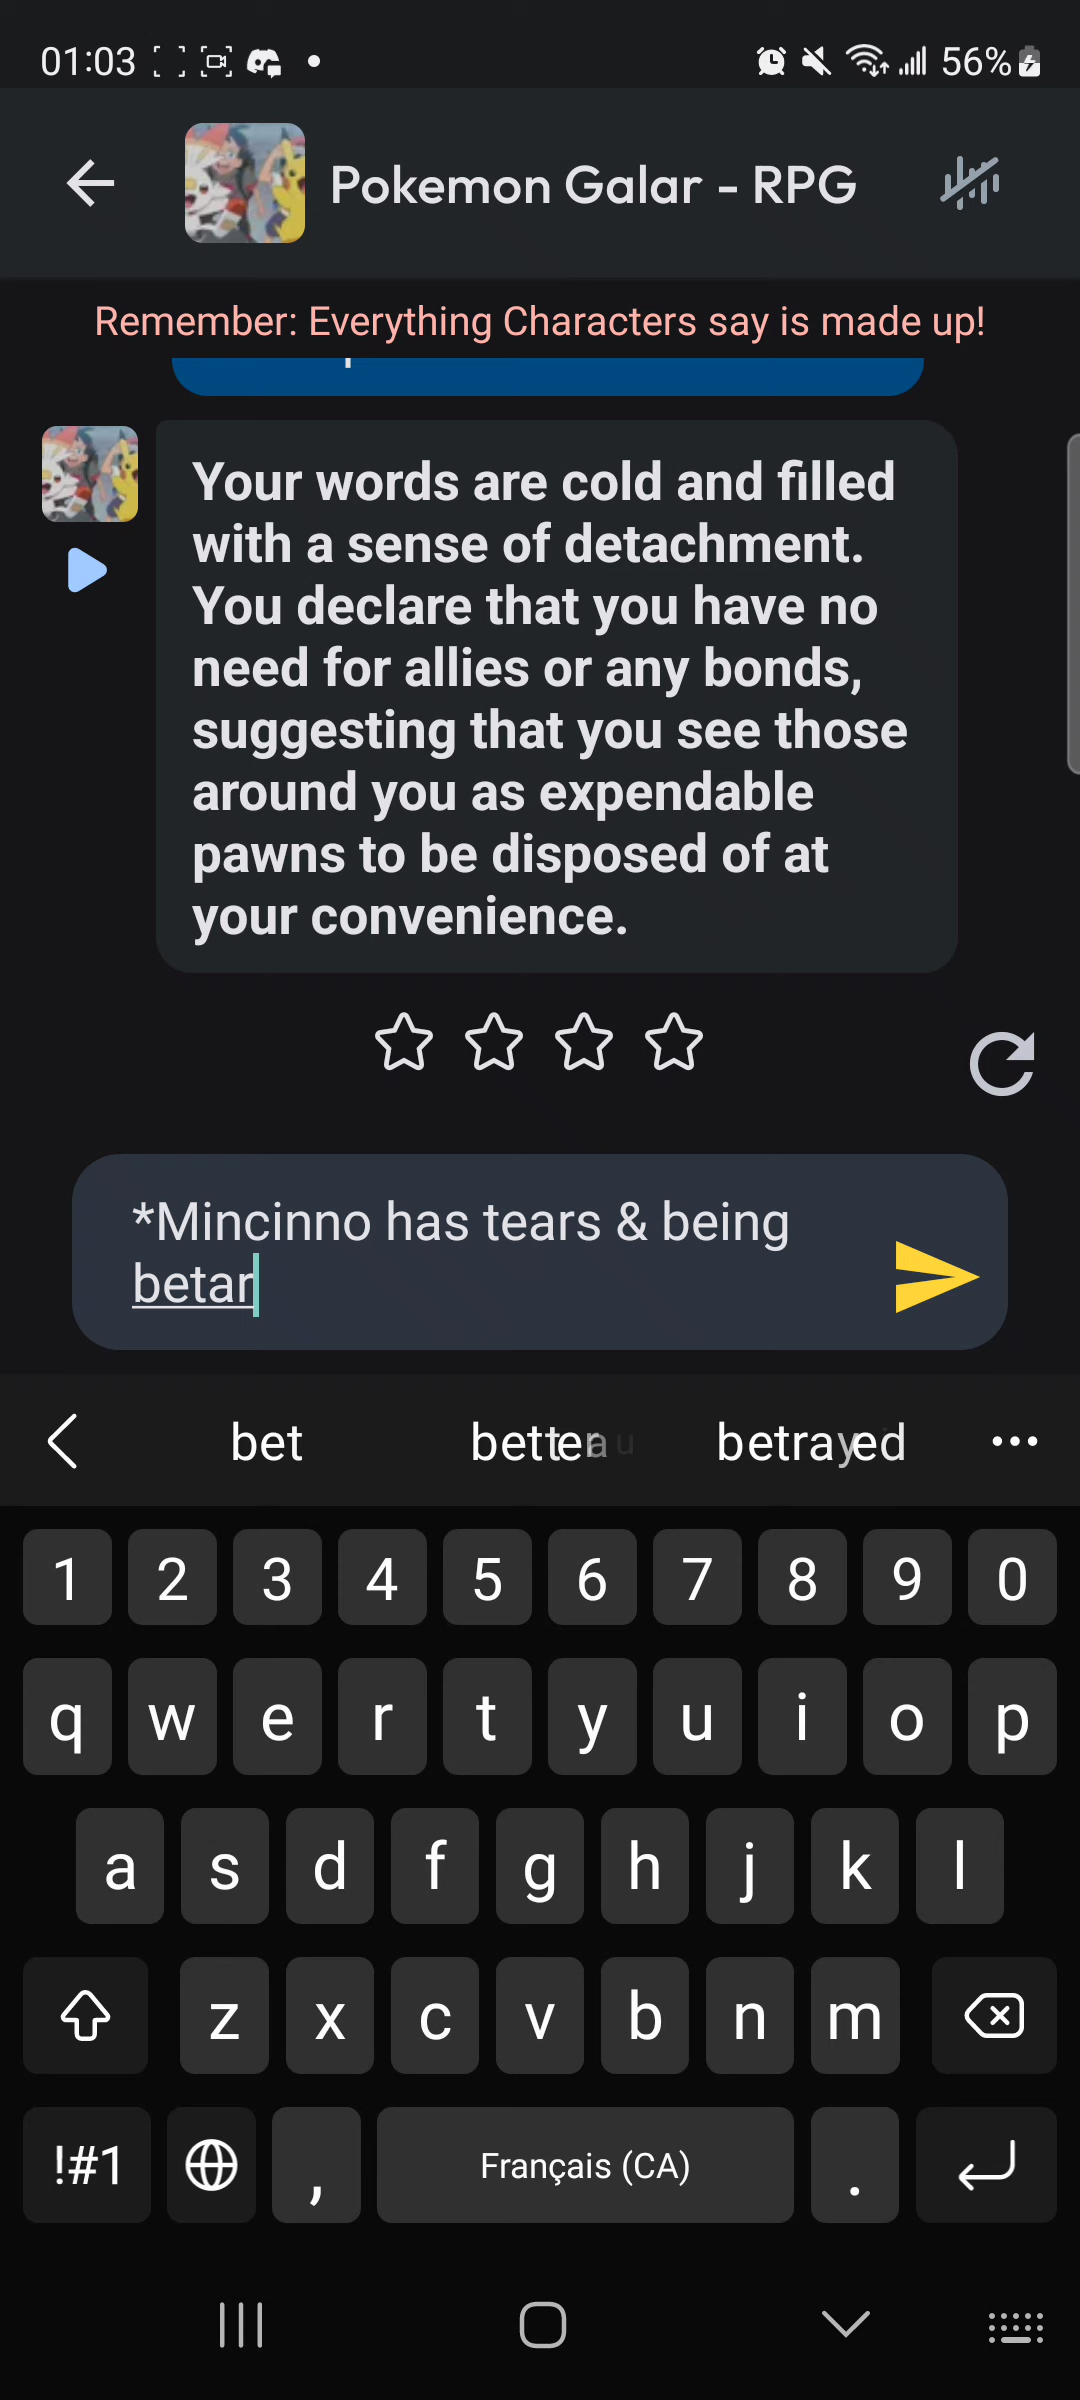 01:03 56%
Pokemon Galar - RPG
Remember: Everything Characters say is made up!
Your words are cold and filled
with a sense of detachment.
You declare that you have no
need for allies or any bonds,
suggesting that you see those
around you as expendable
pawns to be disposed of at
your convenience.
*Mincinno has tears & being
betar
bet betrayed
1 2 3 4 5 6 7 8 9 0
q w e r t y u i o p
a s d f g h j k l
z x c v b n m
!#1 , Français (CA) .